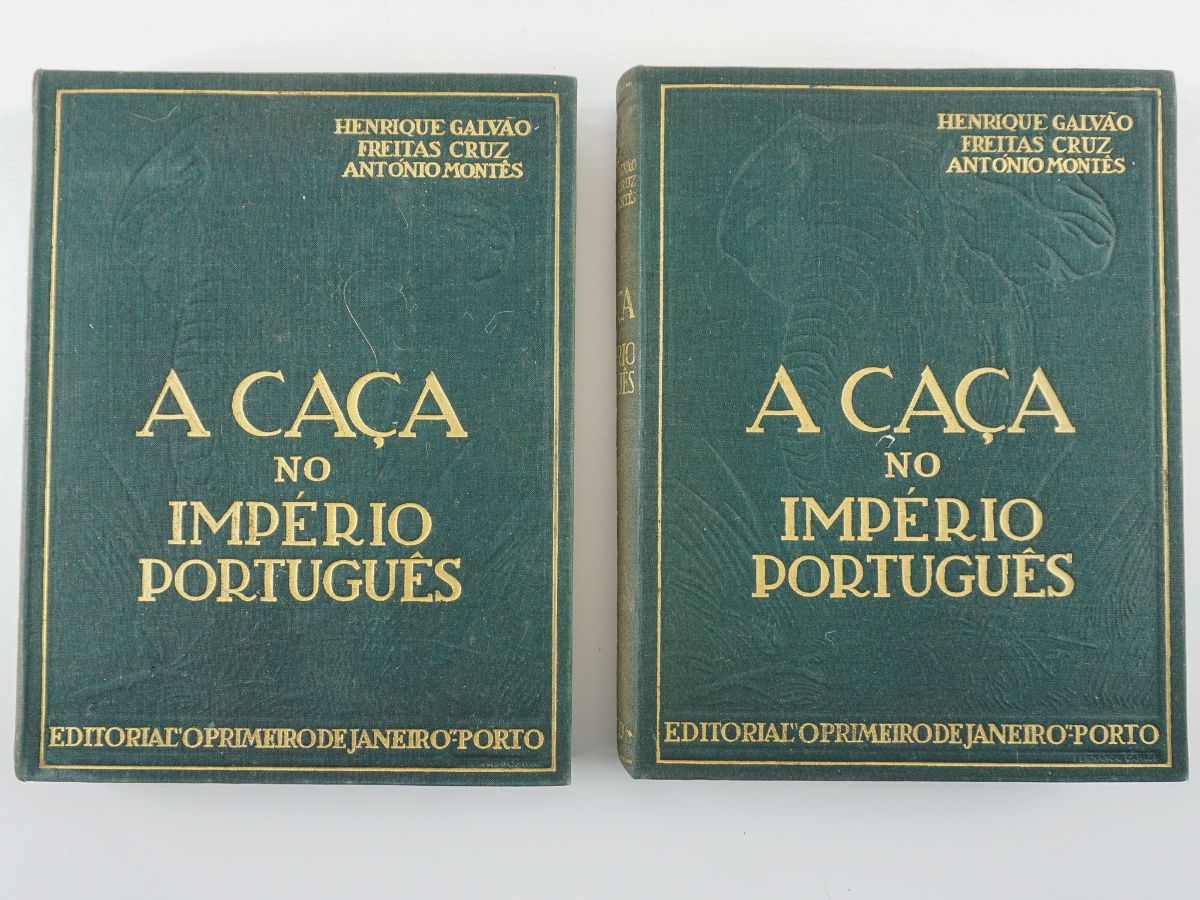 HENRIQUE GALVÃO
FREITAS CRUZ
ANTÓNIO MONTÊS
A CAÇA
NO
IMPÉRIO
PORTUGUÊS
EDITORIAL "O PRIMEIRO DE JANEIRO"-PORTO
HENRIQUE GALVÃO
FREITAS CRUZ
ANTÓNIO MONTÊS
A CAÇA
NO
IMPÉRIO
PORTUGUÊS
EDITORIAL "O PRIMEIRO DE JANEIRO"-PORTO